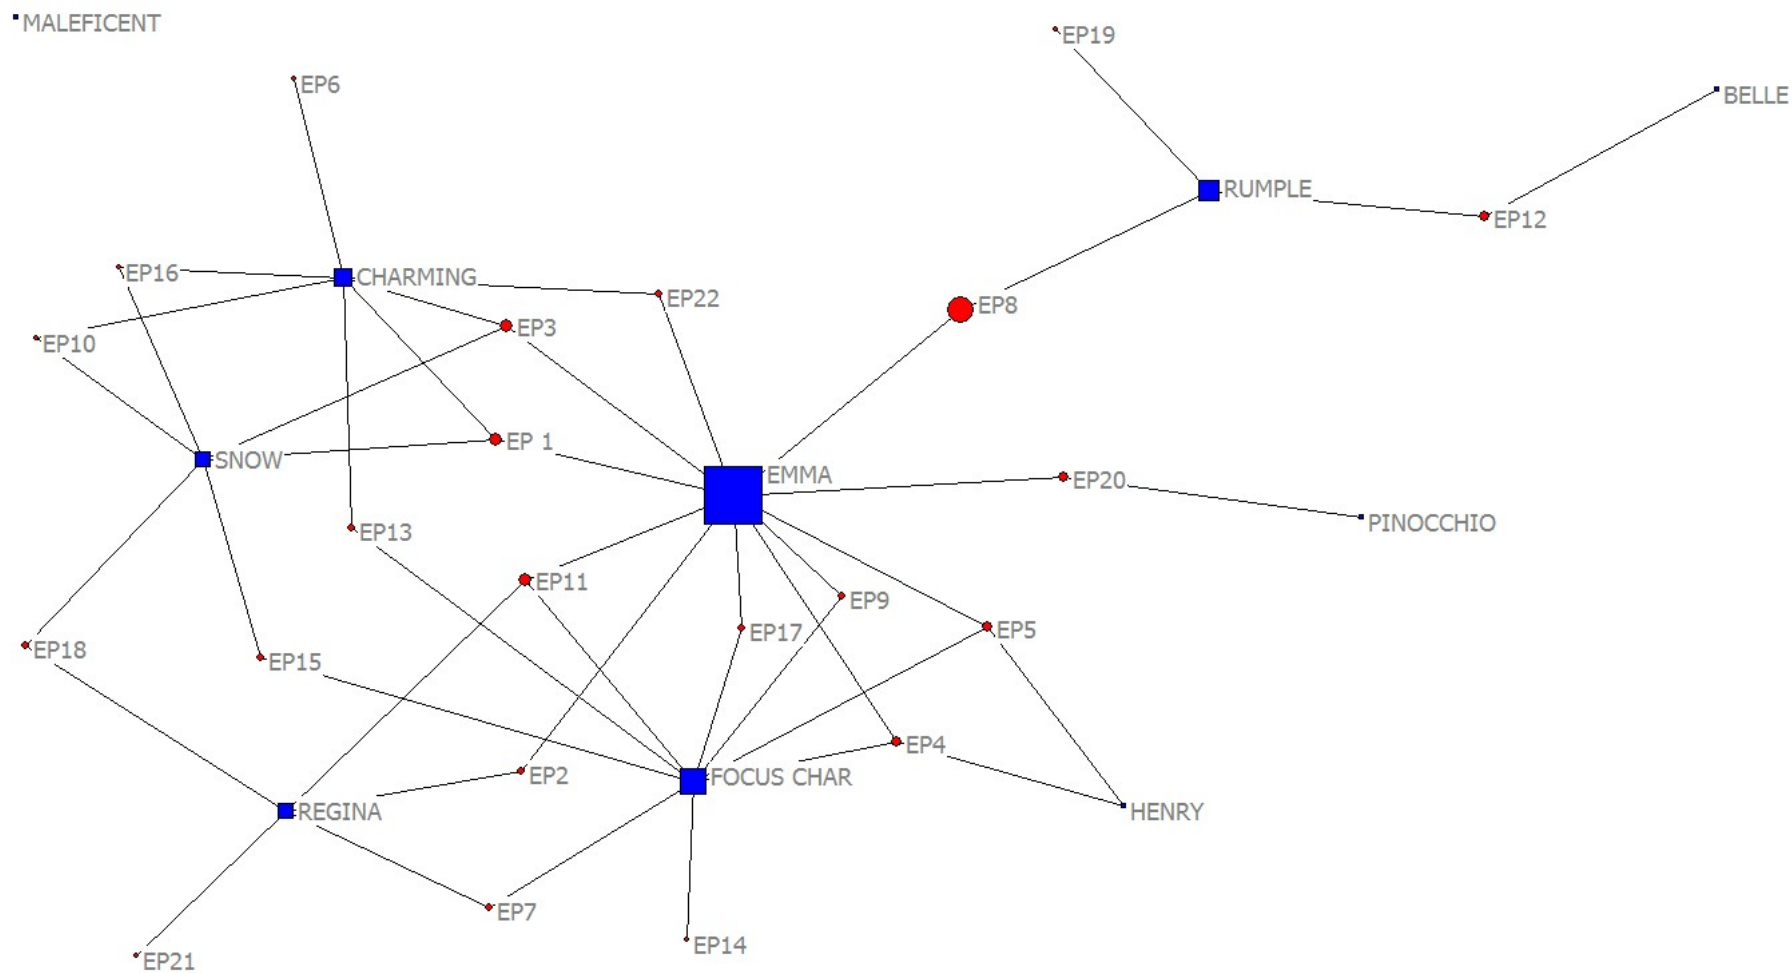 MALEFICENT
EP19
EP6
BELLE
RUMPLE
EP12
EP16
CHARMING
EP22
EP8
EP3
EP10
EP 1
SNOW
EMMA
EP20
PINOCCHIO
EP13
EP11
EP9
EP17
EP5
EP18
EP15
EP4
EP2
FOCUS CHAR
REGINA
HENRY
EP7
EP14
EP21